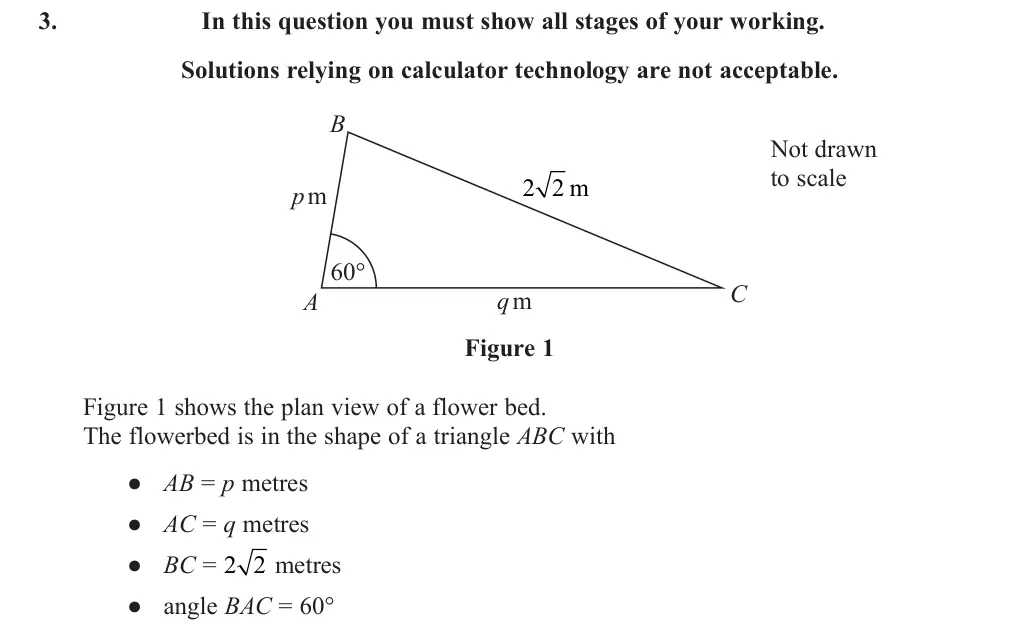 3. In this question you must show all stages of your working.
Solutions relying on calculator technology are not acceptable.
B
Not drawn
to scale
2√2 m
p m
60°
A
q m
C
Figure 1
Figure 1 shows the plan view of a flower bed.
The flowerbed is in the shape of a triangle ABC with
● AB = p metres
● AC = q metres
● BC = 2√2 metres
● angle BAC = 60°